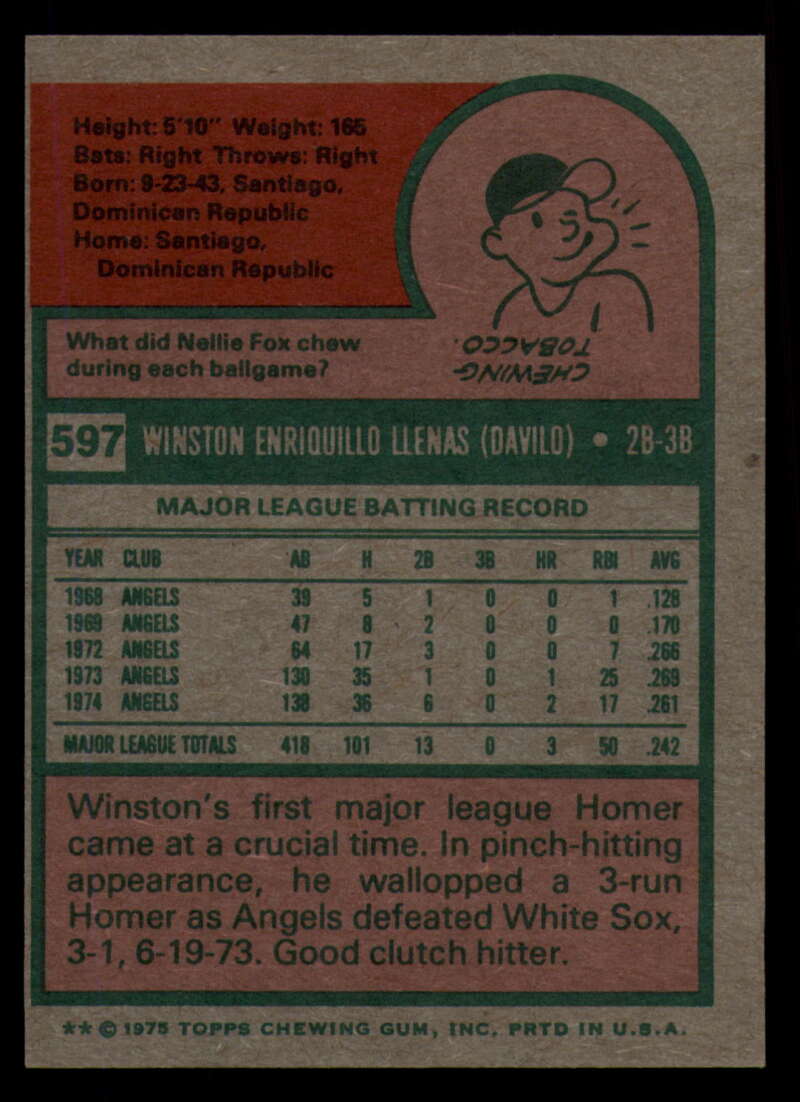 Height: 5'10" Weight: 165
Bats: Right Throws: Right
Born: 9-23-43, Santiago,
Dominican Republic
Home: Santiago,
Dominican Republic
What did Nellie Fox chew
during each ballgame?
CHEWING
TOBACCO.
597 WINSTON ENRIQUILLO LLENAS (DAVILO) • 2B-3B
MAJOR LEAGUE BATTING RECORD
YEAR CLUB AB H 2B 3B HR RBI AVG
1968 ANGELS 39 5 1 0 0 1 .128
1969 ANGELS 47 8 2 0 0 0 .170
1972 ANGELS 64 17 3 0 0 7 .266
1973 ANGELS 130 35 1 0 1 25 .269
1974 ANGELS 138 36 6 0 2 17 .261
MAJOR LEAGUE TOTALS 418 101 13 0 3 50 .242
Winston's first major league Homer
came at a crucial time. In pinch-hitting
appearance, he wallopped a 3-run
Homer as Angels defeated White Sox,
3-1, 6-19-73. Good clutch hitter.
** © 1975 TOPPS CHEWING GUM, INC. PRTD IN U.S.A.